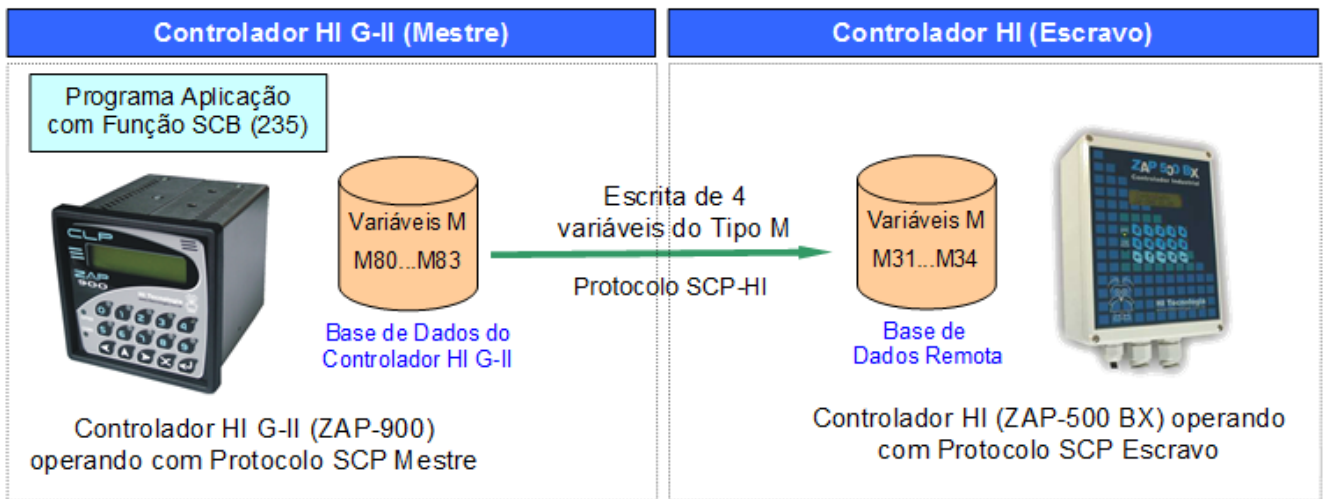 Controlador HI G-II (Mestre)
Controlador HI (Escravo)
Programa Aplicação
com Função SCB (235)
CLP
ZAP
900
HI Tecnologia
Variáveis M
M80...M83
Base de Dados do
Controlador HI G-II
Escrita de 4
variáveis do Tipo M
Protocolo SCP-HI
Variáveis M
M31...M34
Base de
Dados Remota
ZAP 500 BX
Controlador Industrial
HI Tecnologia
Controlador HI G-II (ZAP-900)
operando com Protocolo SCP Mestre
Controlador HI (ZAP-500 BX) operando
com Protocolo SCP Escravo